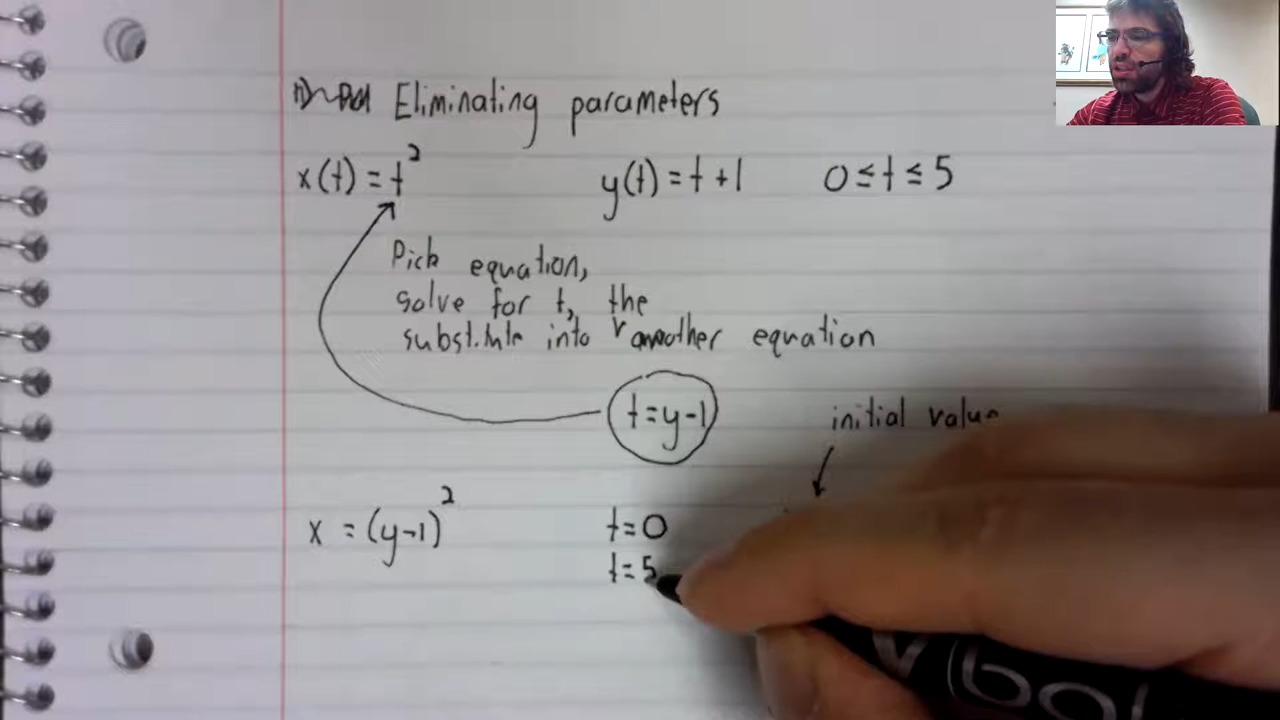 Eliminating parameters
x(t) = t² y(t) = t + 1 0 ≤ t ≤ 5
Pick equation,
solve for t, the
substitute into another equation
t = y - 1
initial value
x = (y - 1)² t = 0
t = 5